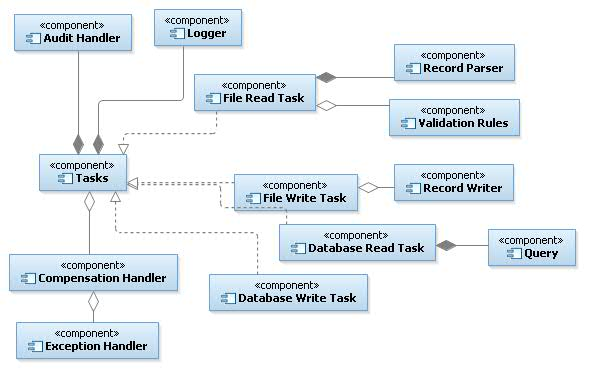 «component»
Audit Handler
«component»
Logger
«component»
Record Parser
«component»
File Read Task
«component»
Validation Rules
«component»
Tasks
«component»
File Write Task
«component»
Record Writer
«component»
Database Read Task
«component»
Query
«component»
Compensation Handler
«component»
Database Write Task
«component»
Exception Handler